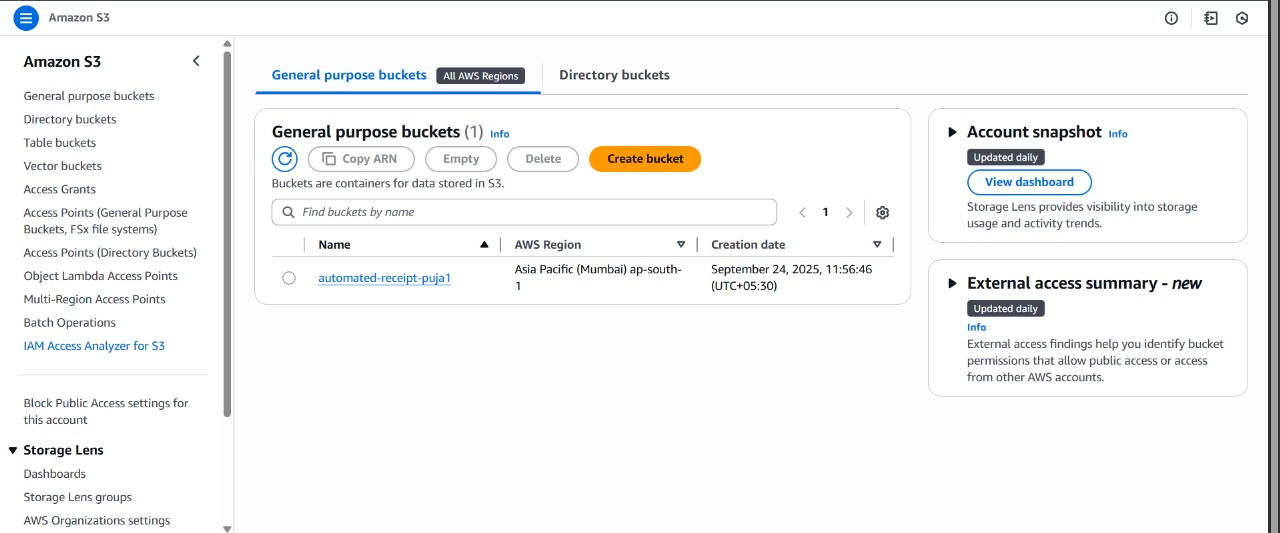 Amazon S3
Amazon S3
General purpose buckets
Directory buckets
Table buckets
Vector buckets
Access Grants
Access Points (General Purpose
Buckets, FSx file systems)
Access Points (Directory Buckets)
Object Lambda Access Points
Multi-Region Access Points
Batch Operations
IAM Access Analyzer for S3
Block Public Access settings for
this account
Storage Lens
Dashboards
Storage Lens groups
AWS Organizations settings
General purpose buckets All AWS Regions Directory buckets
General purpose buckets (1) Info
Copy ARN Empty Delete Create bucket
Buckets are containers for data stored in S3.
Find buckets by name 1
Name AWS Region Creation date
automated-receipt-puja1 Asia Pacific (Mumbai) ap-south- September 24, 2025, 11:56:46
1 (UTC+05:30)
Account snapshot Info
Updated daily
View dashboard
Storage Lens provides visibility into storage
usage and activity trends.
External access summary - new
Updated daily
Info
External access findings help you identify bucket
permissions that allow public access or access
from other AWS accounts.